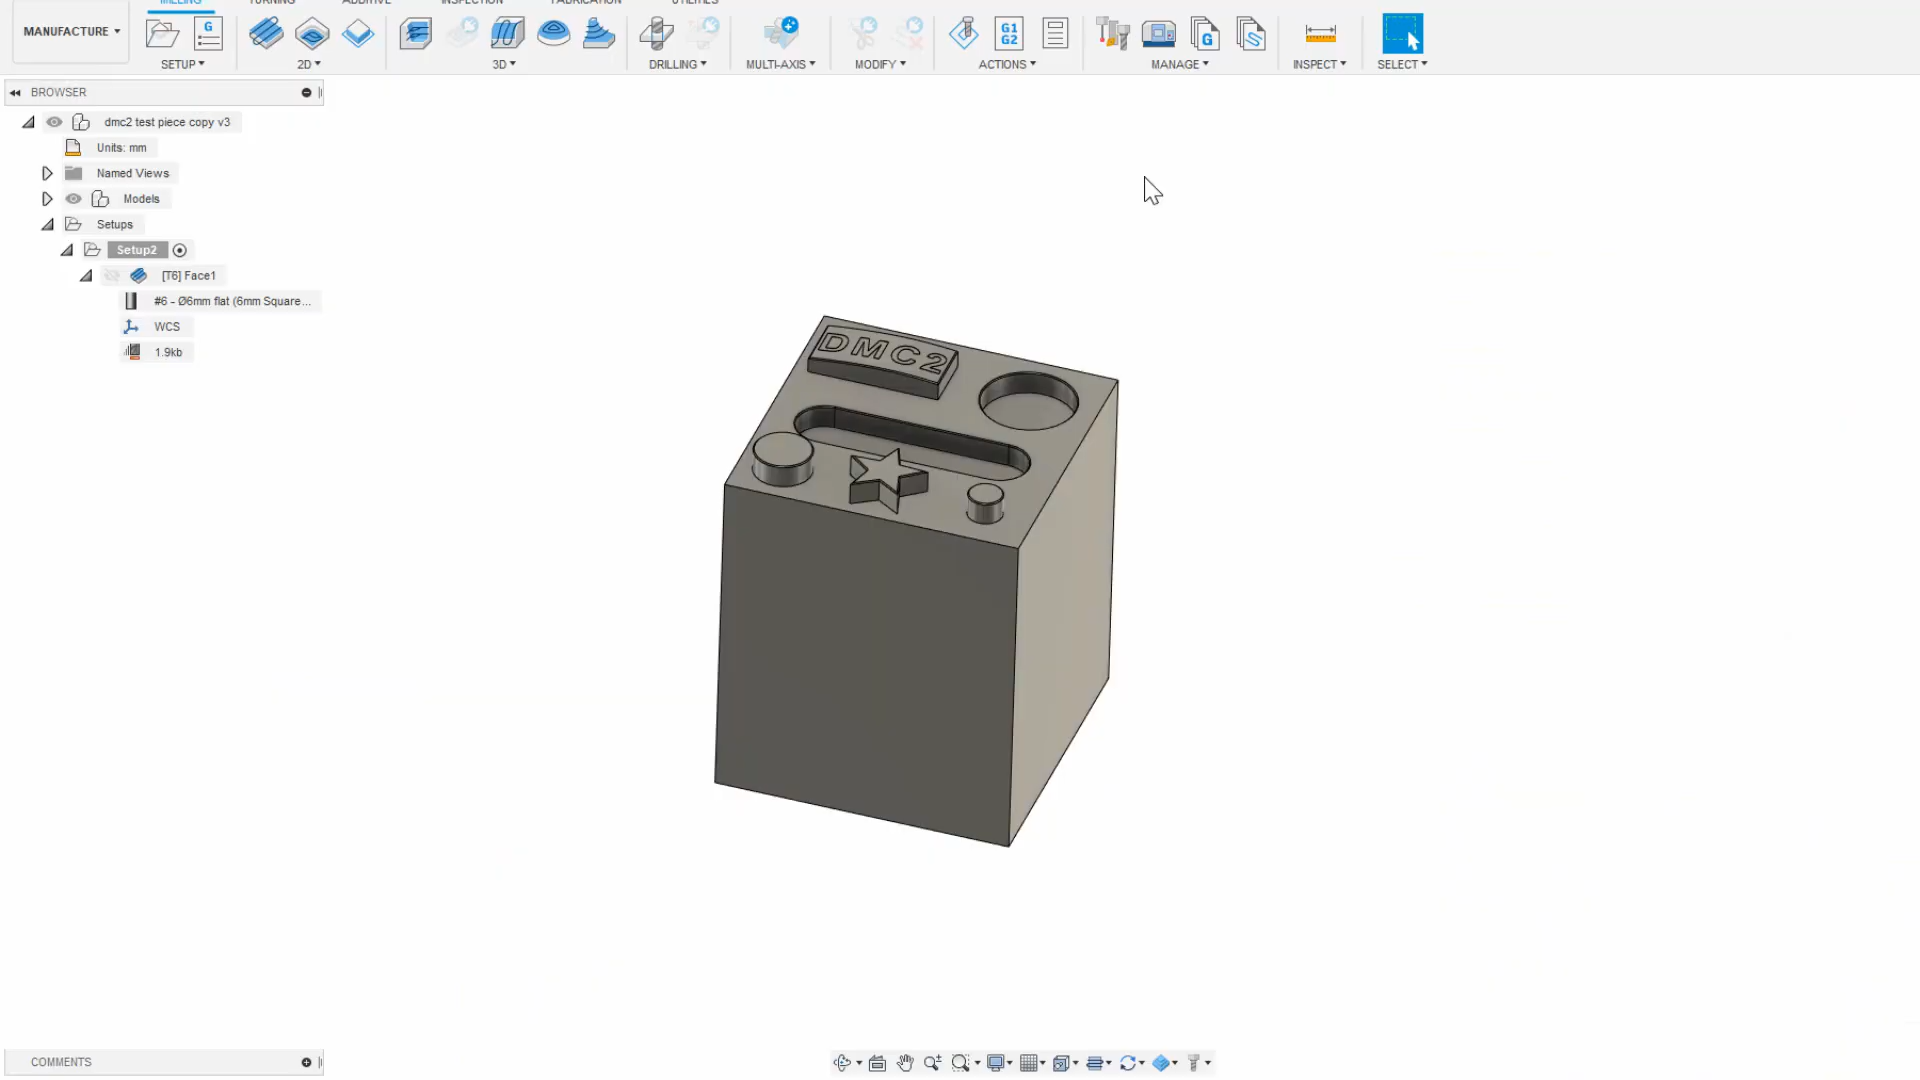 MILLING TURNING ADDITIVE INSPECTION FABRICATION UTILITIES
MANUFACTURE
G
G1
G2
G
SETUP 2D 3D DRILLING MULTI-AXIS MODIFY ACTIONS MANAGE INSPECT SELECT
BROWSER
dmc2 test piece copy v3
Units: mm
Named Views
Models
Setups
Setup2
[T6] Face1
#6 - Ø6mm flat (6mm Square...
WCS
1.9kb
DMC2
COMMENTS